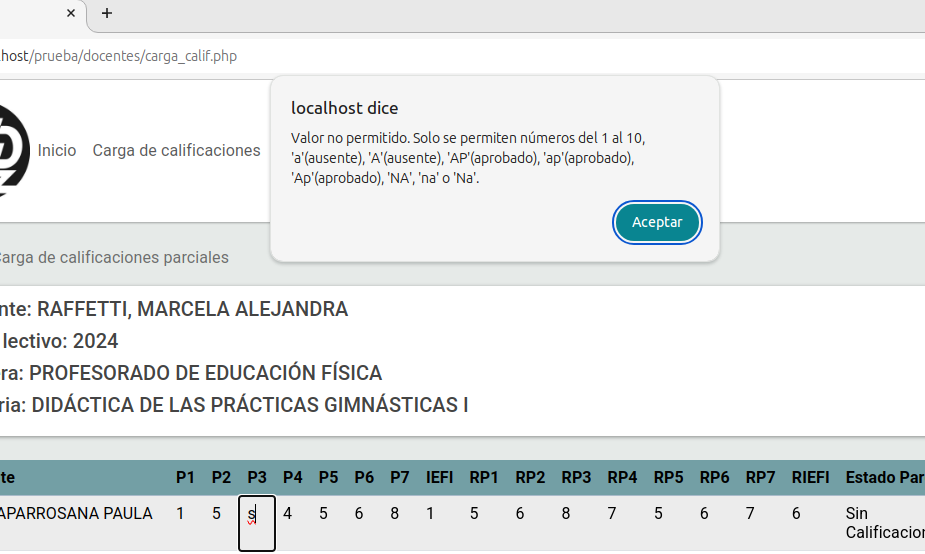 host/prueba/docentes/carga_calif.php
localhost dice
Valor no permitido. Solo se permiten números del 1 al 10,
'a'(ausente), 'A'(ausente), 'AP'(aprobado), 'ap'(aprobado),
'Ap'(aprobado), 'NA', 'na' o 'Na'.
Aceptar
Inicio Carga de calificaciones
Carga de calificaciones parciales
nte: RAFFETTI, MARCELA ALEJANDRA
lectivo: 2024
ra: PROFESORADO DE EDUCACIÓN FÍSICA
ria: DIDÁCTICA DE LAS PRÁCTICAS GIMNÁSTICAS I
te P1 P2 P3 P4 P5 P6 P7 IEFI RP1 RP2 RP3 RP4 RP5 RP6 RP7 RIEFI Estado Par
APARROSANA PAULA 1 5 s 4 5 6 8 1 5 6 8 7 5 6 7 6 Sin
Calificacion